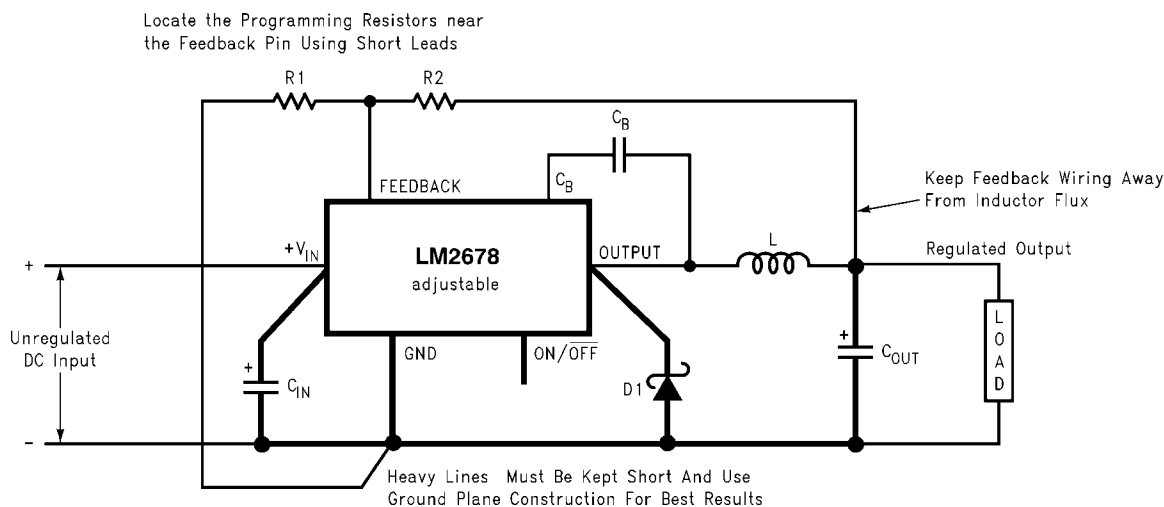 Locate the Programming Resistors near
the Feedback Pin Using Short Leads
R1
R2
C_B
FEEDBACK
C_B
Keep Feedback Wiring Away
From Inductor Flux
+V_IN
LM2678
adjustable
OUTPUT
L
Regulated Output
+
Unregulated
DC Input
GND
ON/O̅F̅F̅
+
C_IN
D1
+
C_OUT
LOAD
-
Heavy Lines Must Be Kept Short And Use
Ground Plane Construction For Best Results